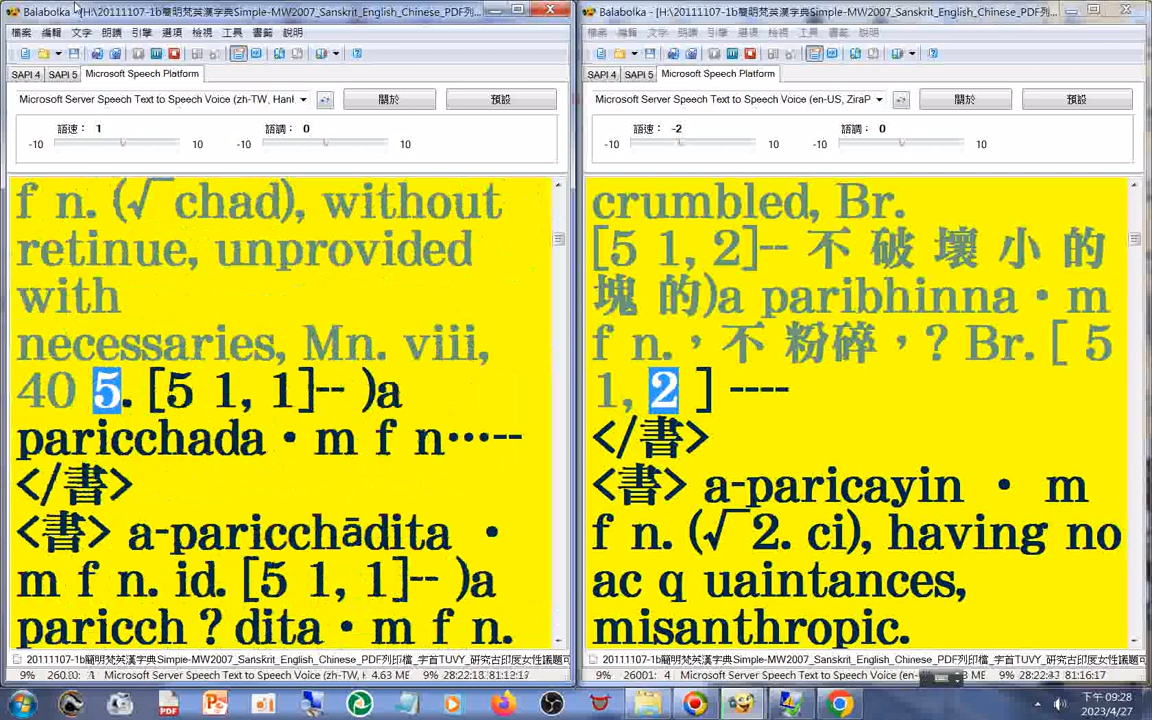 Balabolka - [H:\20111107-1b簡明梵英漢字典Simple-MW2007_Sanskrit_English_Chinese_PDF列...
檔案 編輯 文字 朗讀 引擎 選項 檢視 工具 書籤 說明
SAPI 4 SAPI 5 Microsoft Speech Platform
Microsoft Server Speech Text to Speech Voice (zh-TW, Han
關於
預設
語速： 1
語調： 0
-10 10 -10 10
f n. (√ chad), without
retinue, unprovided
with
necessaries, Mn. viii,
40 5. [5 1, 1]-- )a
paricchada・m f n…--
</書>
<書> a-paricchādita ・
m f n. id. [5 1, 1]-- )a
paricch ? dita・m f n.
20111107-1b簡明梵英漢字典Simple-MW2007_Sanskrit_English_Chinese_PDF列印檔_字首TUVY_研究古印度女性議題可
Microsoft Server Speech Text to Speech Voice (zh-TW, H
4.63 MB
9%
Balabolka - [H:\20111107-1b簡明梵英漢字典Simple-MW2007_Sanskrit_English_Chinese_PDF列印...
檔案 編輯 文字 朗讀 引擎 選項 檢視 工具 書籤 說明
SAPI 4 SAPI 5 Microsoft Speech Platform
Microsoft Server Speech Text to Speech Voice (en-US, ZiraP
關於
預設
語速： -2
語調： 0
-10 10 -10 10
crumbled, Br.
[5 1, 2]-- 不 破 壞 小 的
塊 的)a paribhinna・m
f n.，不 粉碎，? Br. [ 5
1, 2 ] ----
</書>
<書> a-paricayin ・ m
f n. (√ 2. ci), having no
ac q uaintances,
misanthropic.
20111107-1b簡明梵英漢字典Simple-MW2007_Sanskrit_English_Chinese_PDF列印檔_字首TUVY_研究古印度女性議題可
9%
Microsoft Server Speech Text to Speech Voice (en-US, Z
4.63 MB
9% 28:22:18/81:16:17
下午 09:28
2023/4/27